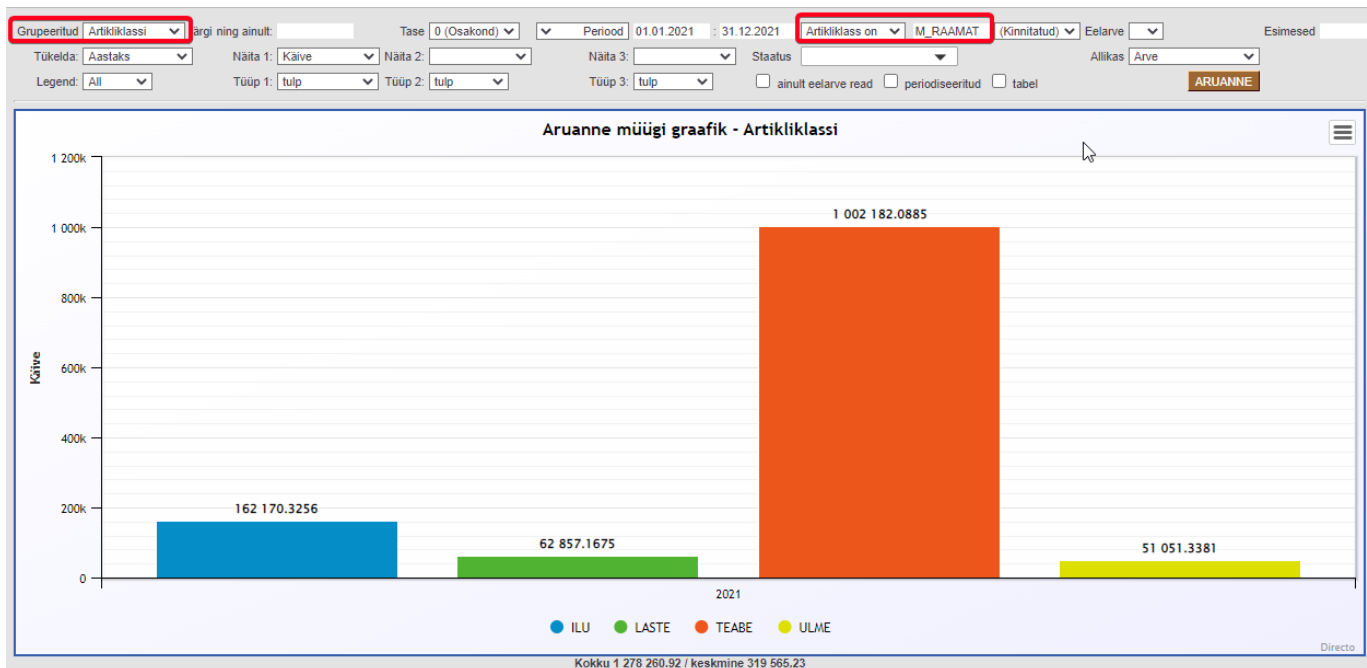 Grupeeritud Artikliklassi järgi ning ainult: Tase 0 (Osakond) Periood 01.01.2021 : 31.12.2021 Artikliklass on M_RAAMAT (Kinnitatud) Eelarve Esimesed
Tükelda: Aastaks Näita 1: Käive Näita 2: Näita 3: Staatus Allikas Arve
Legend: All Tüüp 1: tulp Tüüp 2: tulp Tüüp 3: tulp ainult eelarve read periodiseeritud tabel ARUANNE
Aruanne müügi graafik - Artikliklassi
1 200k
1 000k
800k
600k
400k
200k
0
Käive
162 170.3256
62 857.1675
1 002 182.0885
51 051.3381
2021
ILU LASTE TEABE ULME
Directo
Kokku 1 278 260.92 / keskmine 319 565.23